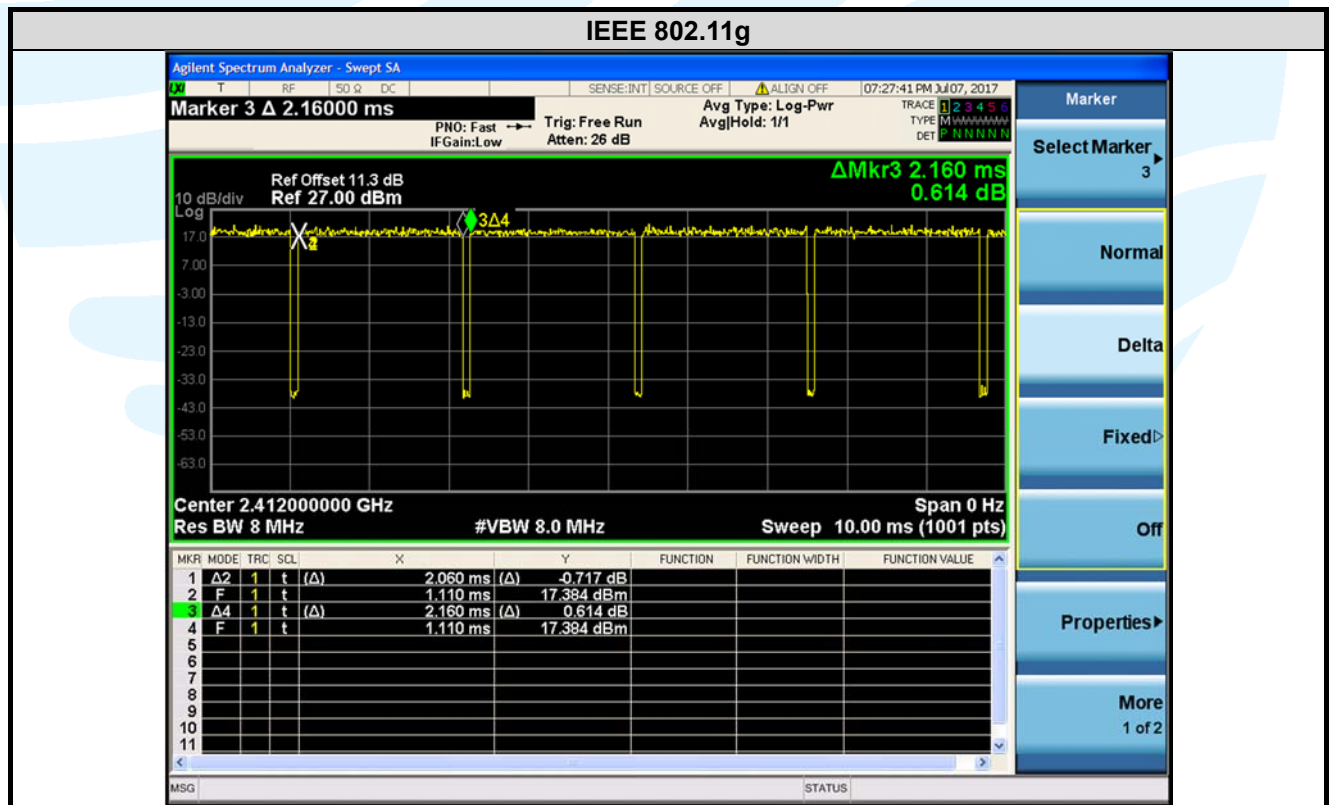 IEEE 802.11g
Agilent Spectrum Analyzer - Swept SA
LXI T RF 50 Ω DC SENSE:INT SOURCE OFF ⚠ALIGN OFF 07:27:41 PM Jul 07, 2017
Marker 3 Δ 2.16000 ms
PNO: Fast
IFGain:Low
Trig: Free Run
Atten: 26 dB
Avg Type: Log-Pwr
Avg|Hold: 1/1
TRACE 1 2 3 4 5 6
TYPE M WWWWW
DET P N N N N N
ΔMkr3 2.160 ms
0.614 dB
Ref Offset 11.3 dB
10 dB/div Ref 27.00 dBm
Log
3Δ4
17.0
7.00
-3.00
-13.0
-23.0
-33.0
-43.0
-53.0
-63.0
Center 2.412000000 GHz Span 0 Hz
Res BW 8 MHz #VBW 8.0 MHz Sweep 10.00 ms (1001 pts)
MKR MODE TRC SCL X Y FUNCTION FUNCTION WIDTH FUNCTION VALUE
1 Δ2 1 t (Δ) 2.060 ms (Δ) -0.717 dB
2 F 1 t 1.110 ms 17.384 dBm
3 Δ4 1 t (Δ) 2.160 ms (Δ) 0.614 dB
4 F 1 t 1.110 ms 17.384 dBm
5
6
7
8
9
10
11
MSG STATUS
Marker
Select Marker
3
Normal
Delta
Fixed
Off
Properties
More
1 of 2